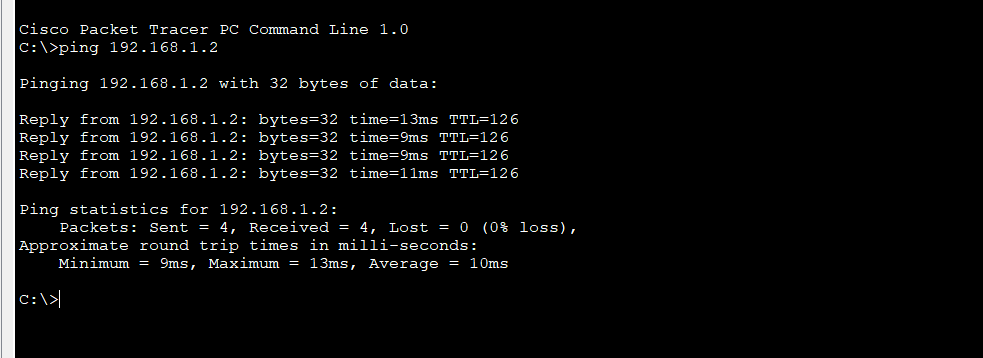 Cisco Packet Tracer PC Command Line 1.0
C:\>ping 192.168.1.2
Pinging 192.168.1.2 with 32 bytes of data:
Reply from 192.168.1.2: bytes=32 time=13ms TTL=126
Reply from 192.168.1.2: bytes=32 time=9ms TTL=126
Reply from 192.168.1.2: bytes=32 time=9ms TTL=126
Reply from 192.168.1.2: bytes=32 time=11ms TTL=126
Ping statistics for 192.168.1.2:
    Packets: Sent = 4, Received = 4, Lost = 0 (0% loss),
Approximate round trip times in milli-seconds:
    Minimum = 9ms, Maximum = 13ms, Average = 10ms
C:\>